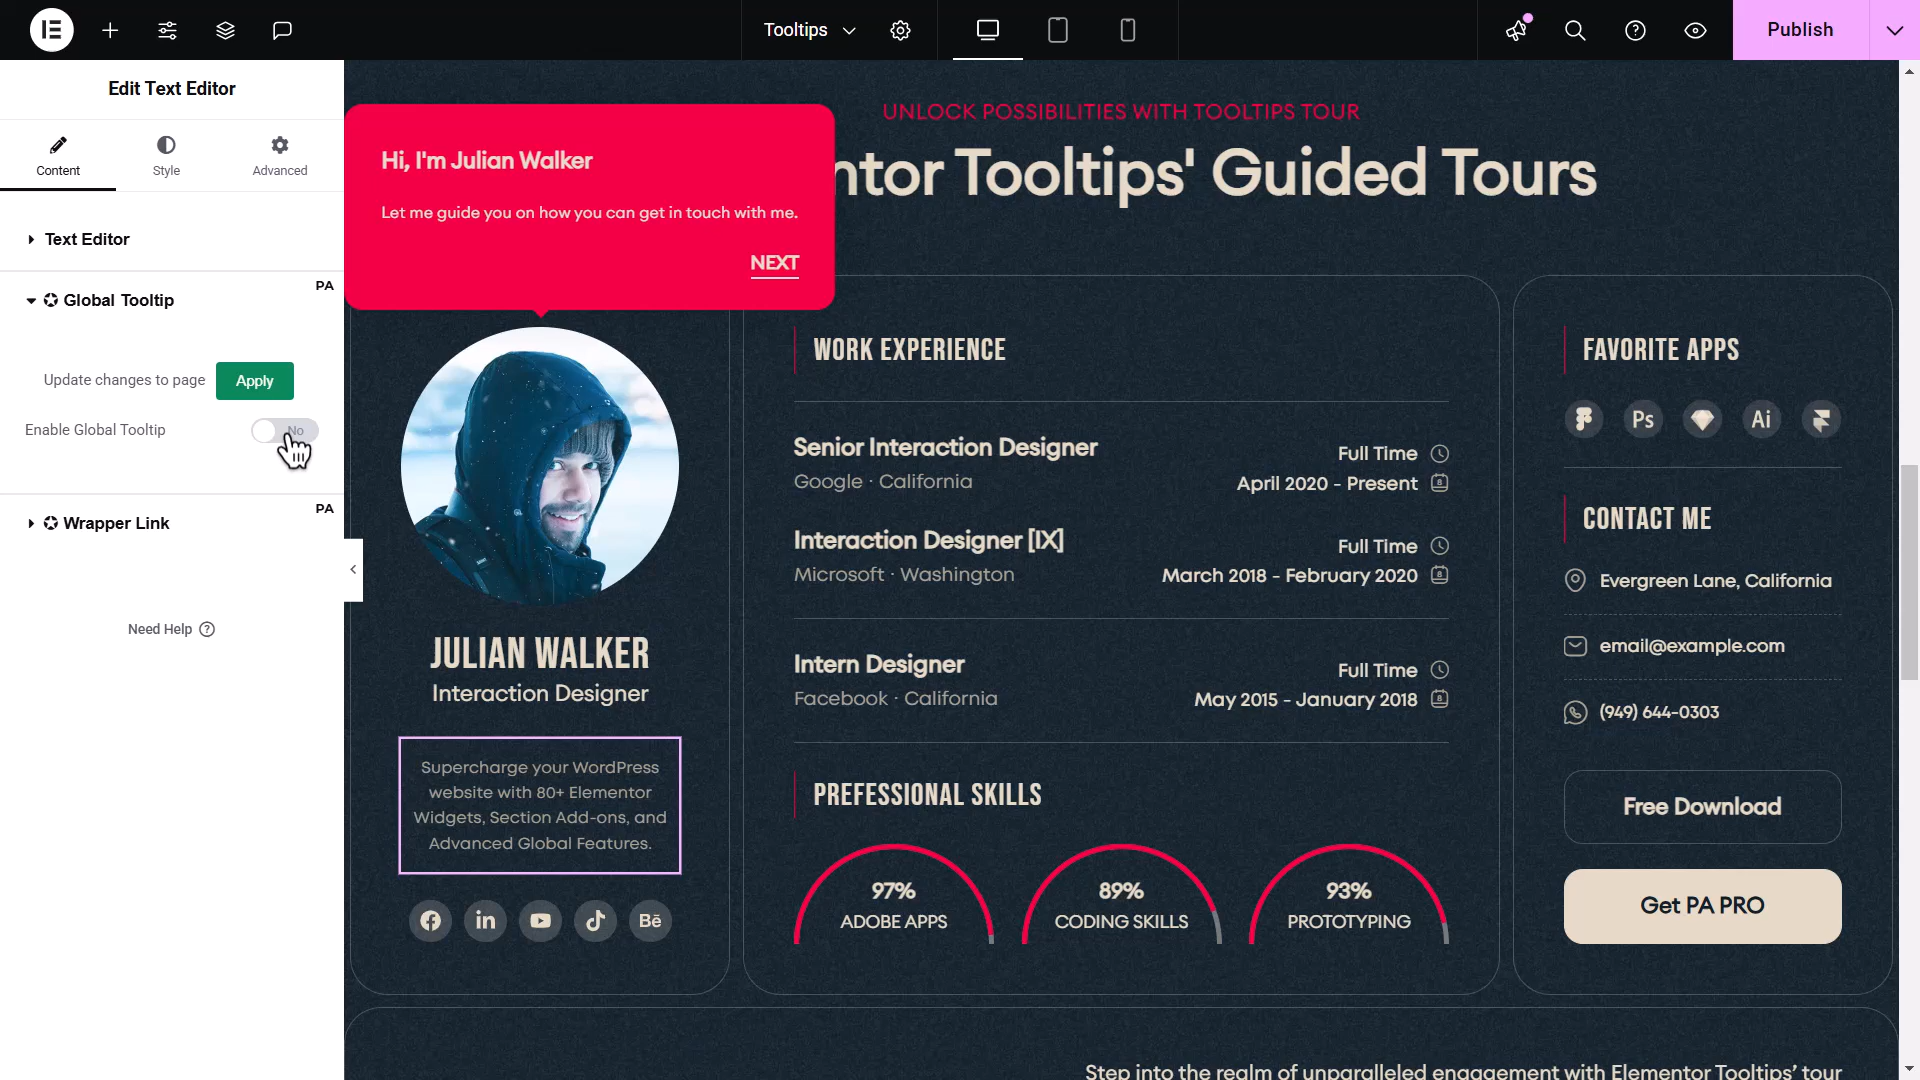 Tooltips
Publish
Edit Text Editor
Content
Style
Advanced
Text Editor
PA
Global Tooltip
Update changes to page
Apply
Enable Global Tooltip
No
PA
Wrapper Link
Need Help
UNLOCK POSSIBILITIES WITH TOOLTIPS TOUR
ntor Tooltips' Guided Tours
Hi, I'm Julian Walker
Let me guide you on how you can get in touch with me.
NEXT
JULIAN WALKER
Interaction Designer
Supercharge your WordPress
website with 80+ Elementor
Widgets, Section Add-ons, and
Advanced Global Features.
in
Bē
WORK EXPERIENCE
Senior Interaction Designer
Google · California
Full Time
April 2020 - Present
Interaction Designer [IX]
Microsoft · Washington
Full Time
March 2018 - February 2020
Intern Designer
Facebook · California
Full Time
May 2015 - January 2018
PREFESSIONAL SKILLS
97%
ADOBE APPS
89%
CODING SKILLS
93%
PROTOTYPING
FAVORITE APPS
Ps
Ai
CONTACT ME
Evergreen Lane, California
email@example.com
(949) 644-0303
Free Download
Get PA PRO
Step into the realm of unparalleled engagement with Elementor Tooltips' tour